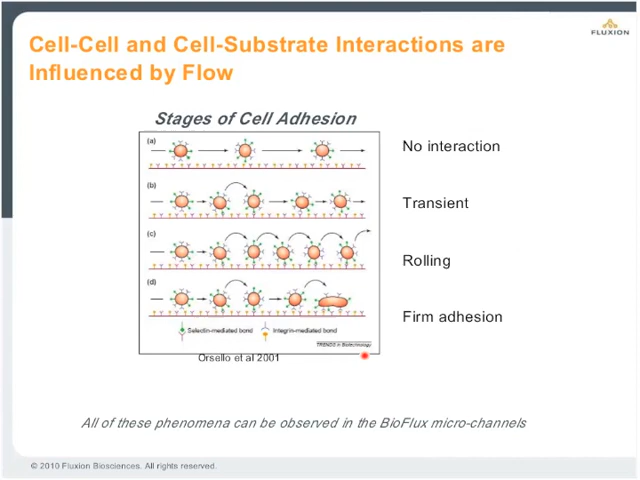 FLUXION
Cell-Cell and Cell-Substrate Interactions are
Influenced by Flow
Stages of Cell Adhesion
(a)
No interaction
(b)
Transient
(c)
Rolling
(d)
Firm adhesion
Selectin-mediated bond
Integrin-mediated bond
TRENDS in Biotechnology
Orsello et al 2001
All of these phenomena can be observed in the BioFlux micro-channels
© 2010 Fluxion Biosciences. All rights reserved.